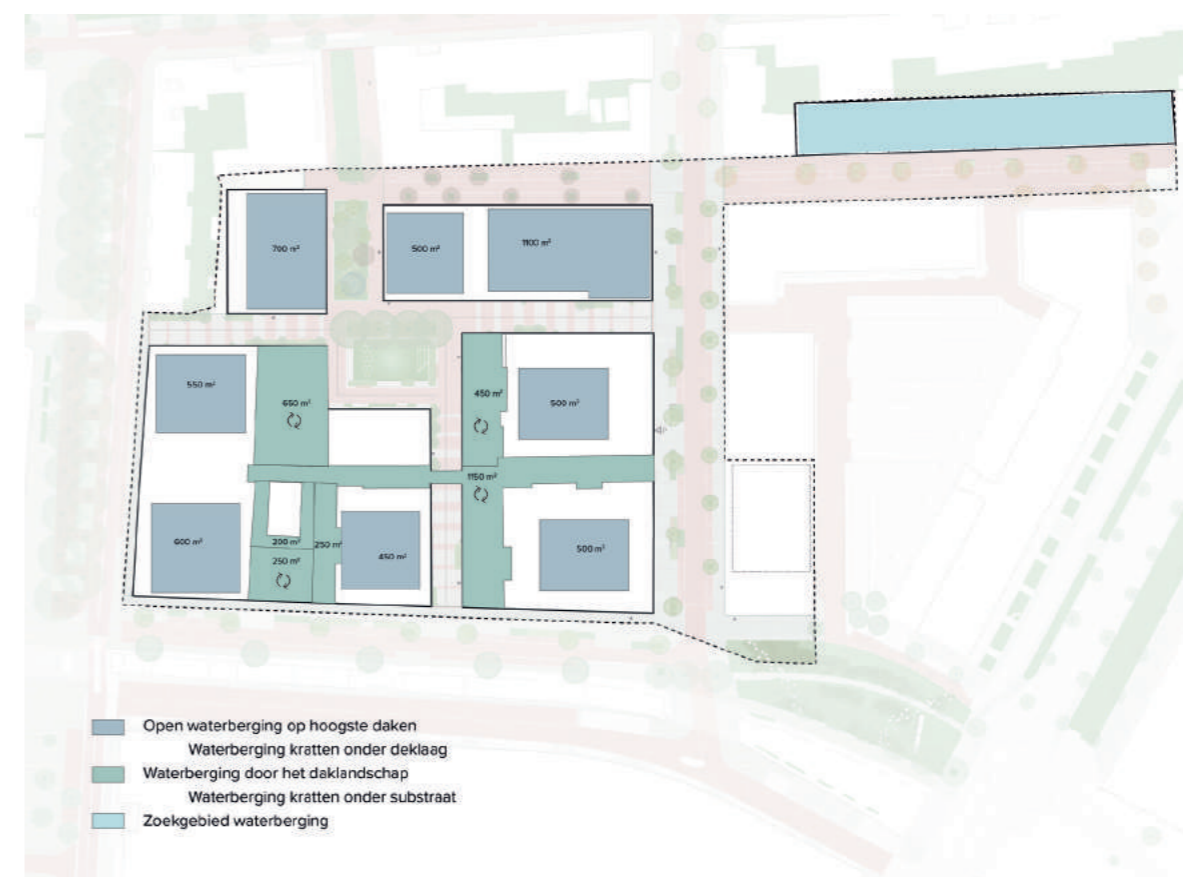 700 m²
500 m²
1100 m²
550 m²
650 m²
450 m²
500 m²
1150 m²
600 m²
200 m²
250 m²
250 m²
450 m²
500 m²
Open waterberging op hoogste daken
Waterberging kratten onder deklaag
Waterberging door het daklandschap
Waterberging kratten onder substraat
Zoekgebied waterberging